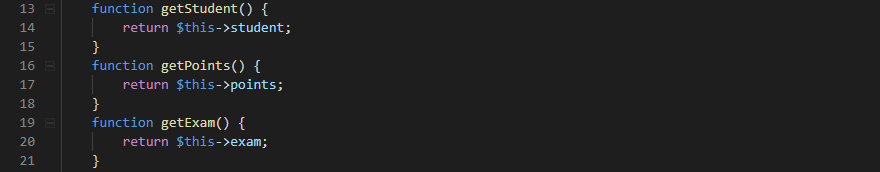 13 function getStudent() {
14 return $this->student;
15 }
16 function getPoints() {
17 return $this->points;
18 }
19 function getExam() {
20 return $this->exam;
21 }